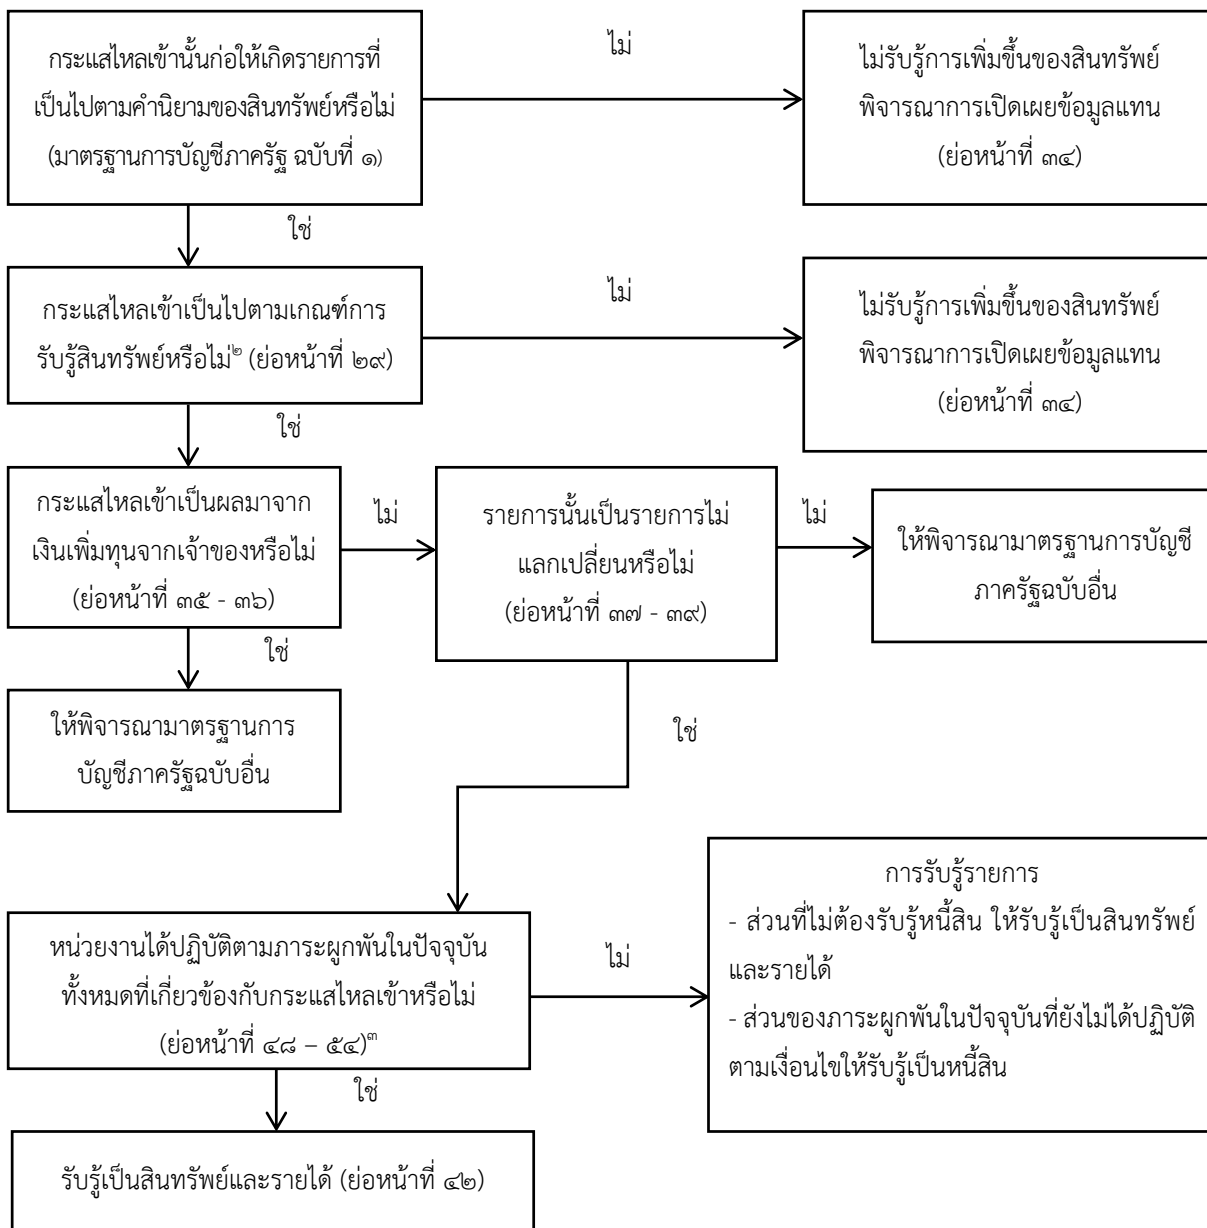 กระแสไหลเข้านั้นก่อให้เกิดรายการที่
เป็นไปตามคำนิยามของสินทรัพย์หรือไม่
(มาตรฐานการบัญชีภาครัฐ ฉบับที่ ๑)
ไม่
ไม่รับรู้การเพิ่มขึ้นของสินทรัพย์
พิจารณาการเปิดเผยข้อมูลแทน
(ย่อหน้าที่ ๓๔)
ใช่
กระแสไหลเข้าเป็นไปตามเกณฑ์การ
รับรู้สินทรัพย์หรือไม่๒ (ย่อหน้าที่ ๒๙)
ไม่
ไม่รับรู้การเพิ่มขึ้นของสินทรัพย์
พิจารณาการเปิดเผยข้อมูลแทน
(ย่อหน้าที่ ๓๔)
ใช่
กระแสไหลเข้าเป็นผลมาจาก
เงินเพิ่มทุนจากเจ้าของหรือไม่
(ย่อหน้าที่ ๓๕ - ๓๖)
ไม่
รายการนั้นเป็นรายการไม่
แลกเปลี่ยนหรือไม่
(ย่อหน้าที่ ๓๗ - ๓๙)
ไม่
ให้พิจารณามาตรฐานการบัญชี
ภาครัฐฉบับอื่น
ใช่
ให้พิจารณามาตรฐานการ
บัญชีภาครัฐฉบับอื่น
ใช่
หน่วยงานได้ปฏิบัติตามภาระผูกพันในปัจจุบัน
ทั้งหมดที่เกี่ยวข้องกับกระแสไหลเข้าหรือไม่
(ย่อหน้าที่ ๔๘ – ๕๔)๓
ไม่
การรับรู้รายการ
- ส่วนที่ไม่ต้องรับรู้หนี้สิน ให้รับรู้เป็นสินทรัพย์
และรายได้
- ส่วนของภาระผูกพันในปัจจุบันที่ยังไม่ได้ปฏิบัติ
ตามเงื่อนไขให้รับรู้เป็นหนี้สิน
ใช่
รับรู้เป็นสินทรัพย์และรายได้ (ย่อหน้าที่ ๔๒)